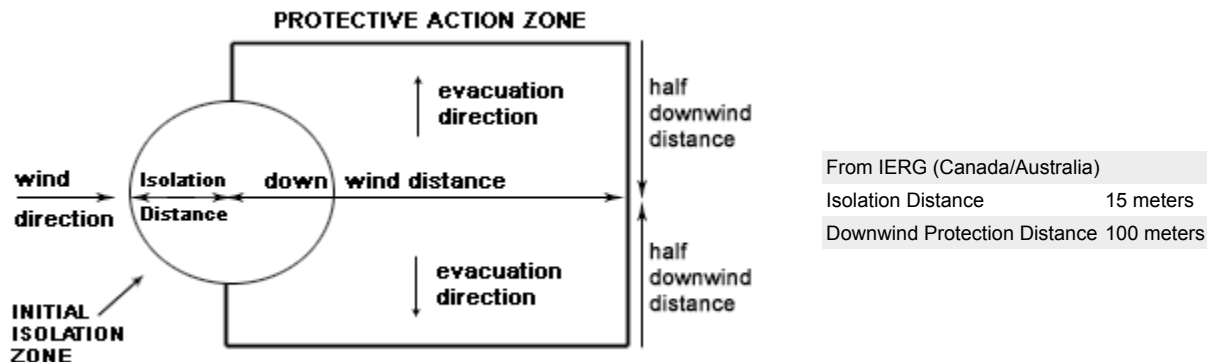 PROTECTIVE ACTION ZONE
evacuation
direction
half
downwind
distance
wind
direction
Isolation
Distance
down wind distance
evacuation
direction
half
downwind
distance
INITIAL
ISOLATION
ZONE
From IERG (Canada/Australia)
Isolation Distance 15 meters
Downwind Protection Distance 100 meters